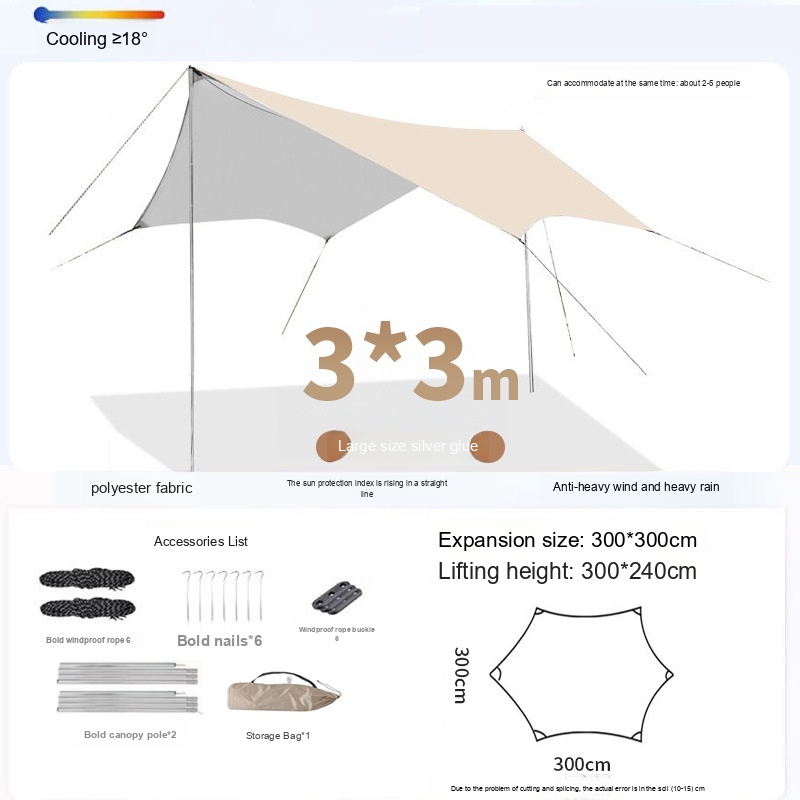 Cooling ≥18°
Can accommodate at the same time: about 2-5 people
3*3m
Large size silver glue
polyester fabric
The sun protection index is rising in a straight
line
Anti-heavy wind and heavy rain
Accessories List
Expansion size: 300*300cm
Lifting height: 300*240cm
Bold windproof rope 6
Bold nails*6
Windproof rope buckle
6
300cm
Bold canopy pole*2
Storage Bag*1
300cm
Due to the problem of cutting and splicing, the actual error is in the (10-15) cm